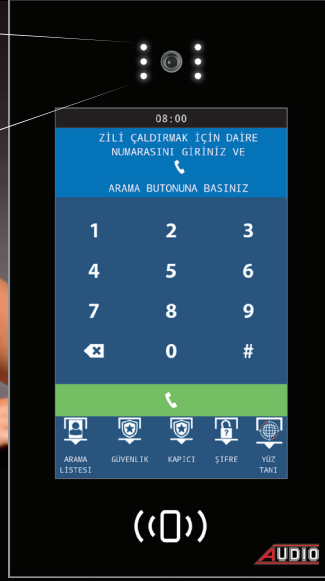 08:00
ZİLİ ÇALDIRMAK İÇİN DAİRE
NUMARASINI GİRİNİZ VE
ARAMA BUTONUNA BASINIZ
1 2 3
4 5 6
7 8 9
0 #
ARAMA LİSTESİ
GÜVENLİK
KAPICI
ŞİFRE
YÜZ TANI
AUDIO